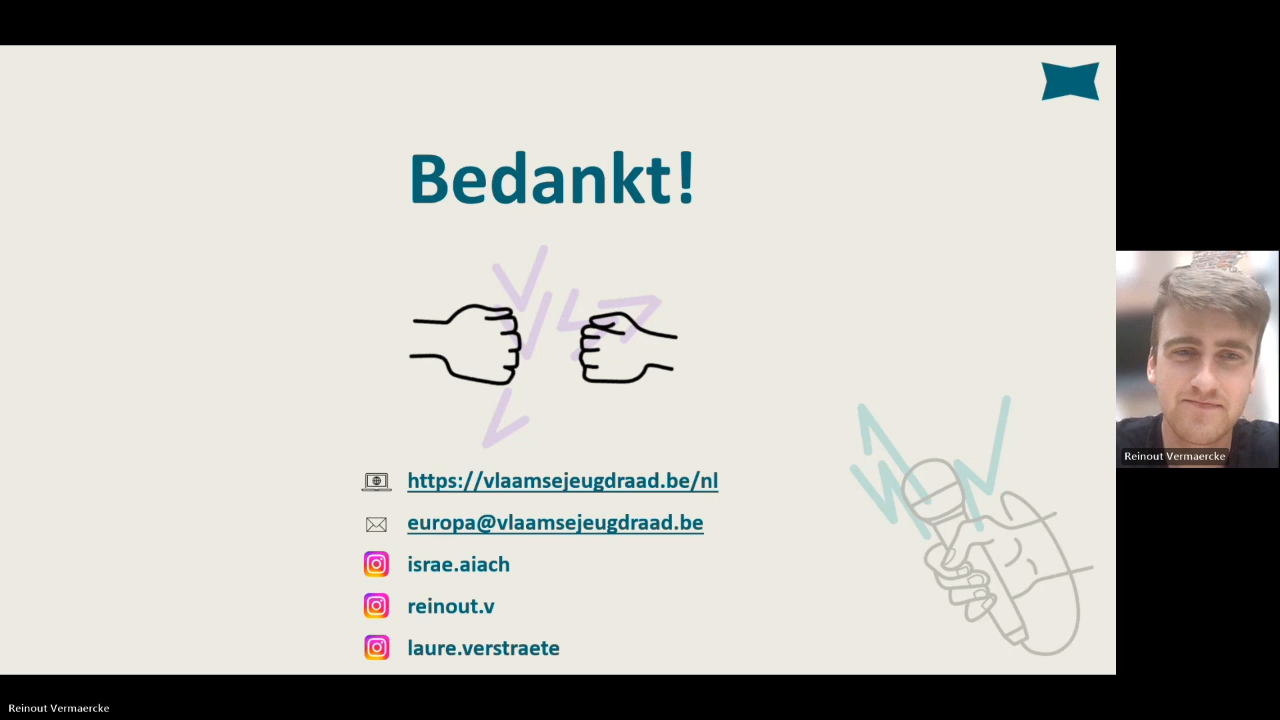 Bedankt!
https://vlaamsejeugdraad.be/nl
europa@vlaamsejeugdraad.be
israe.aiach
reinout.v
laure.verstraete
Reinout Vermaercke
Reinout Vermaercke